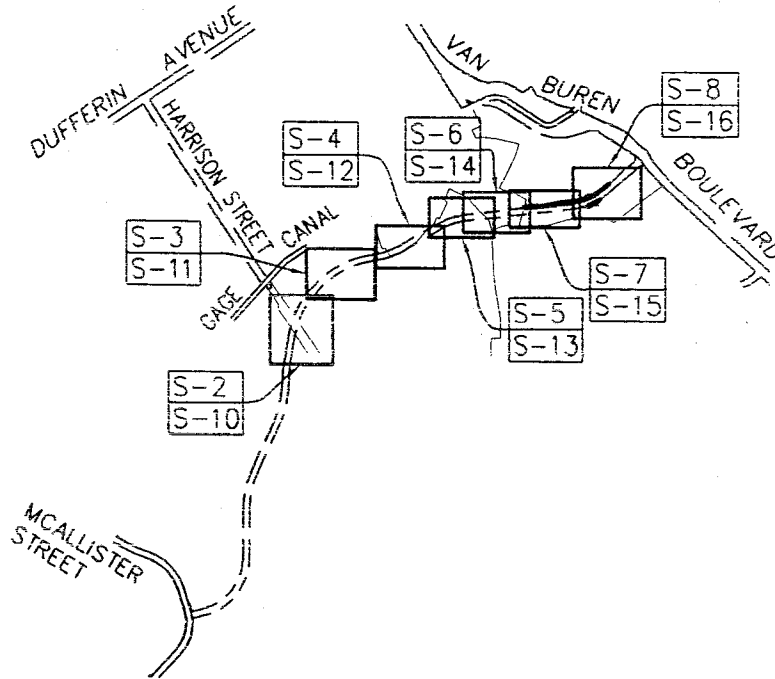 DUFFERIN AVENUE
HARRISON STREET
CAGE CANAL
VAN BUREN BOULEVARD
S-8
S-16
S-6
S-14
S-4
S-12
S-3
S-11
S-7
S-15
S-5
S-13
S-2
S-10
MCALLISTER
STREET